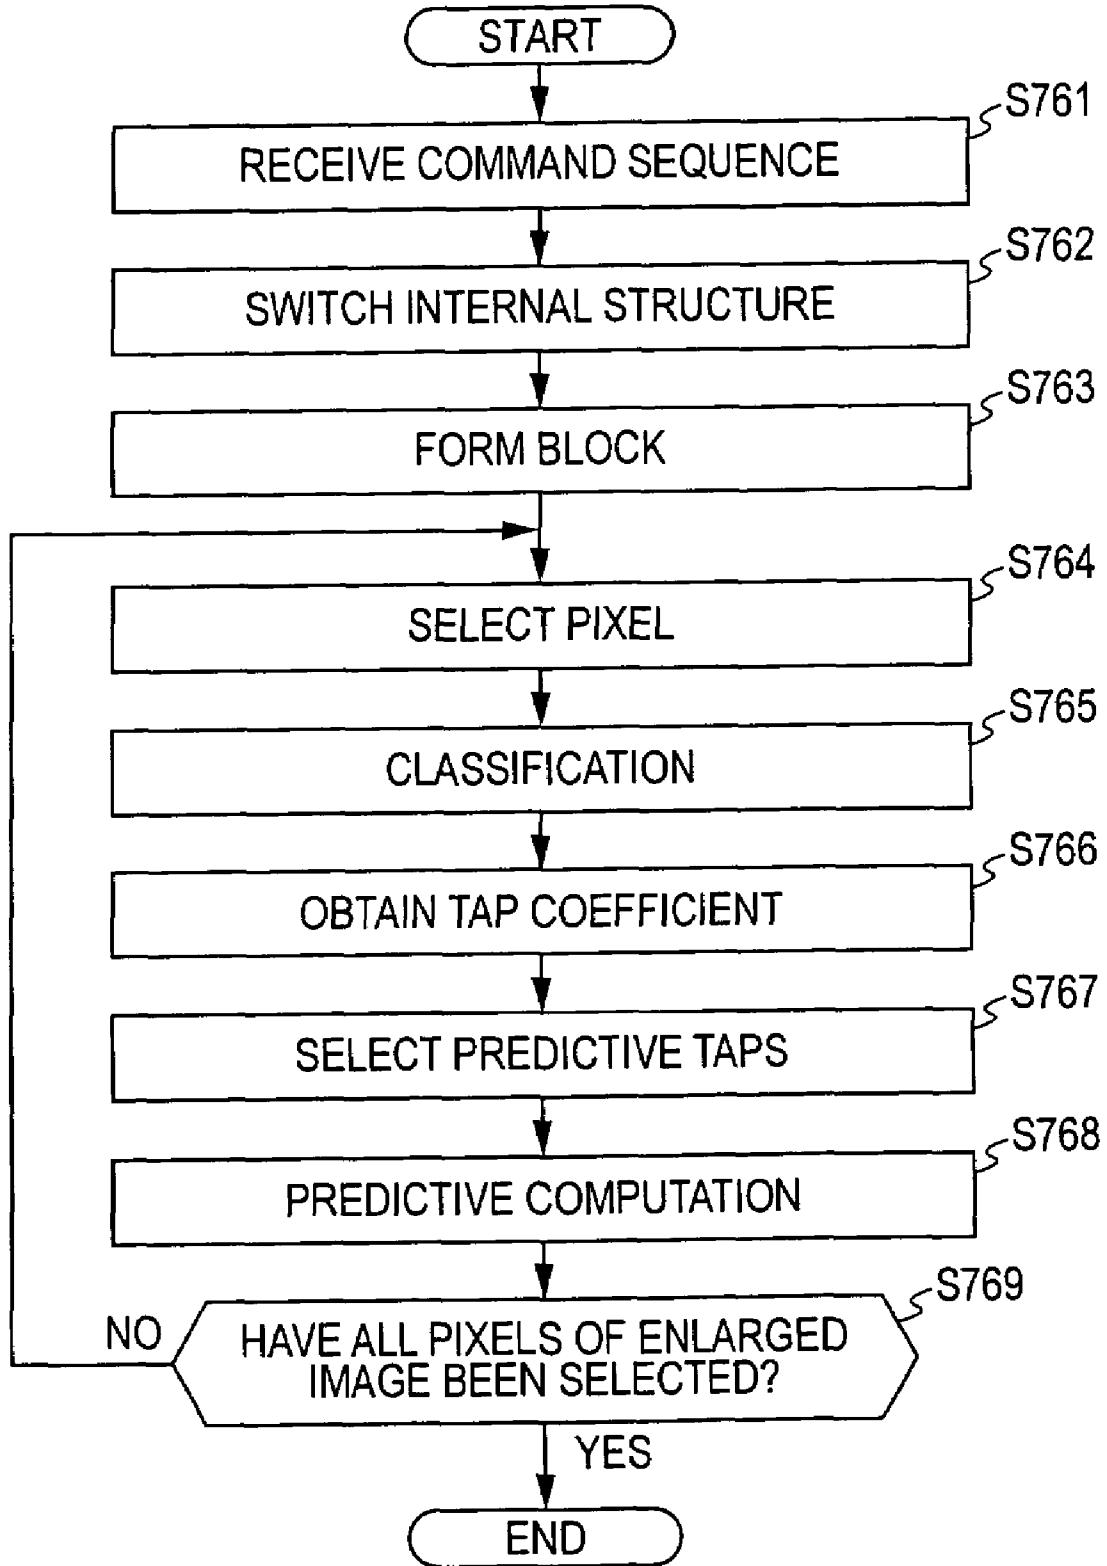 START
S761
RECEIVE COMMAND SEQUENCE
S762
SWITCH INTERNAL STRUCTURE
S763
FORM BLOCK
S764
SELECT PIXEL
S765
CLASSIFICATION
S766
OBTAIN TAP COEFFICIENT
S767
SELECT PREDICTIVE TAPS
S768
PREDICTIVE COMPUTATION
S769
NO
HAVE ALL PIXELS OF ENLARGED
IMAGE BEEN SELECTED?
YES
END